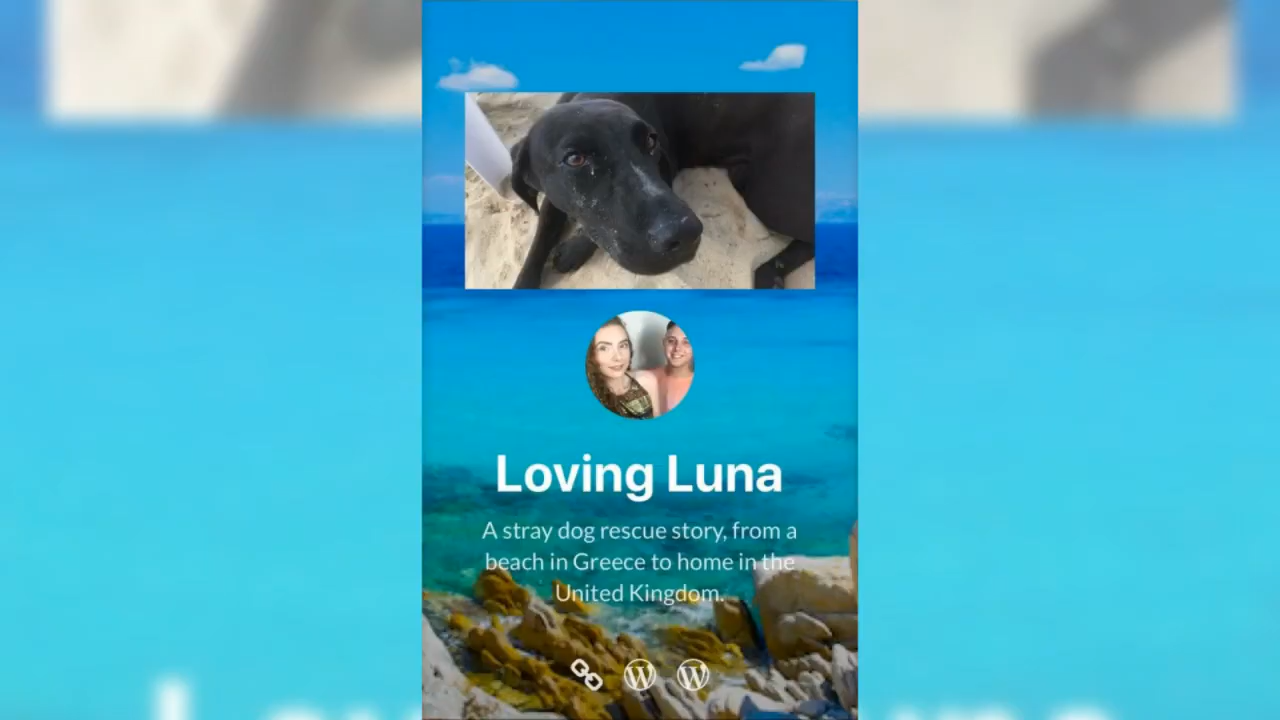 Loving Luna
A stray dog rescue story, from a
beach in Greece to home in the
United Kingdom.